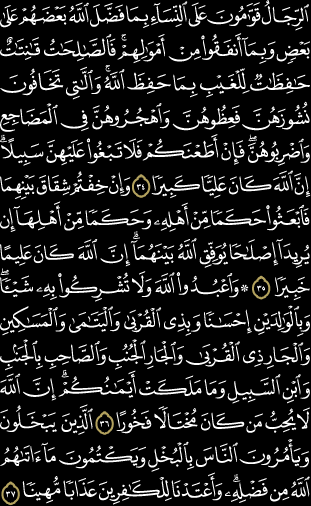 ٱلرِّجَالُ قَوَّٰمُونَ عَلَى ٱلنِّسَآءِ بِمَا فَضَّلَ ٱللَّهُ بَعْضَهُمْ عَلَىٰ
بَعْضٍ وَبِمَآ أَنفَقُوا۟ مِنْ أَمْوَٰلِهِمْ ۚ فَٱلصَّٰلِحَٰتُ قَٰنِتَٰتٌ
حَٰفِظَٰتٌ لِّلْغَيْبِ بِمَا حَفِظَ ٱللَّهُ ۚ وَٱلَّٰتِى تَخَافُونَ
نُشُوزَهُنَّ فَعِظُوهُنَّ وَٱهْجُرُوهُنَّ فِى ٱلْمَضَاجِعِ
وَٱضْرِبُوهُنَّ ۖ فَإِنْ أَطَعْنَكُمْ فَلَا تَبْغُوا۟ عَلَيْهِنَّ سَبِيلًا ۗ
إِنَّ ٱللَّهَ كَانَ عَلِيًّا كَبِيرًا ٣٤ وَإِنْ خِفْتُمْ شِقَاقَ بَيْنِهِمَا
فَٱبْعَثُوا۟ حَكَمًا مِّنْ أَهْلِهِۦ وَحَكَمًا مِّنْ أَهْلِهَآ إِن
يُرِيدَآ إِصْلَٰحًا يُوَفِّقِ ٱللَّهُ بَيْنَهُمَآ ۗ إِنَّ ٱللَّهَ كَانَ عَلِيمًا
خَبِيرًا ٣٥ ۞ وَٱعْبُدُوا۟ ٱللَّهَ وَلَا تُشْرِكُوا۟ بِهِۦ شَيْـًٔا ۖ
وَبِٱلْوَٰلِدَيْنِ إِحْسَٰنًا وَبِذِى ٱلْقُرْبَىٰ وَٱلْيَتَٰمَىٰ وَٱلْمَسَٰكِينِ
وَٱلْجَارِ ذِى ٱلْقُرْبَىٰ وَٱلْجَارِ ٱلْجُنُبِ وَٱلصَّاحِبِ بِٱلْجَنۢبِ
وَٱبْنِ ٱلسَّبِيلِ وَمَا مَلَكَتْ أَيْمَٰنُكُمْ ۗ إِنَّ ٱللَّهَ
لَا يُحِبُّ مَن كَانَ مُخْتَالًا فَخُورًا ٣٦ ٱلَّذِينَ يَبْخَلُونَ
وَيَأْمُرُونَ ٱلنَّاسَ بِٱلْبُخْلِ وَيَكْتُمُونَ مَآ ءَاتَىٰهُمُ
ٱللَّهُ مِن فَضْلِهِۦ ۗ وَأَعْتَدْنَا لِلْكَٰفِرِينَ عَذَابًا مُّهِينًا ٣٧